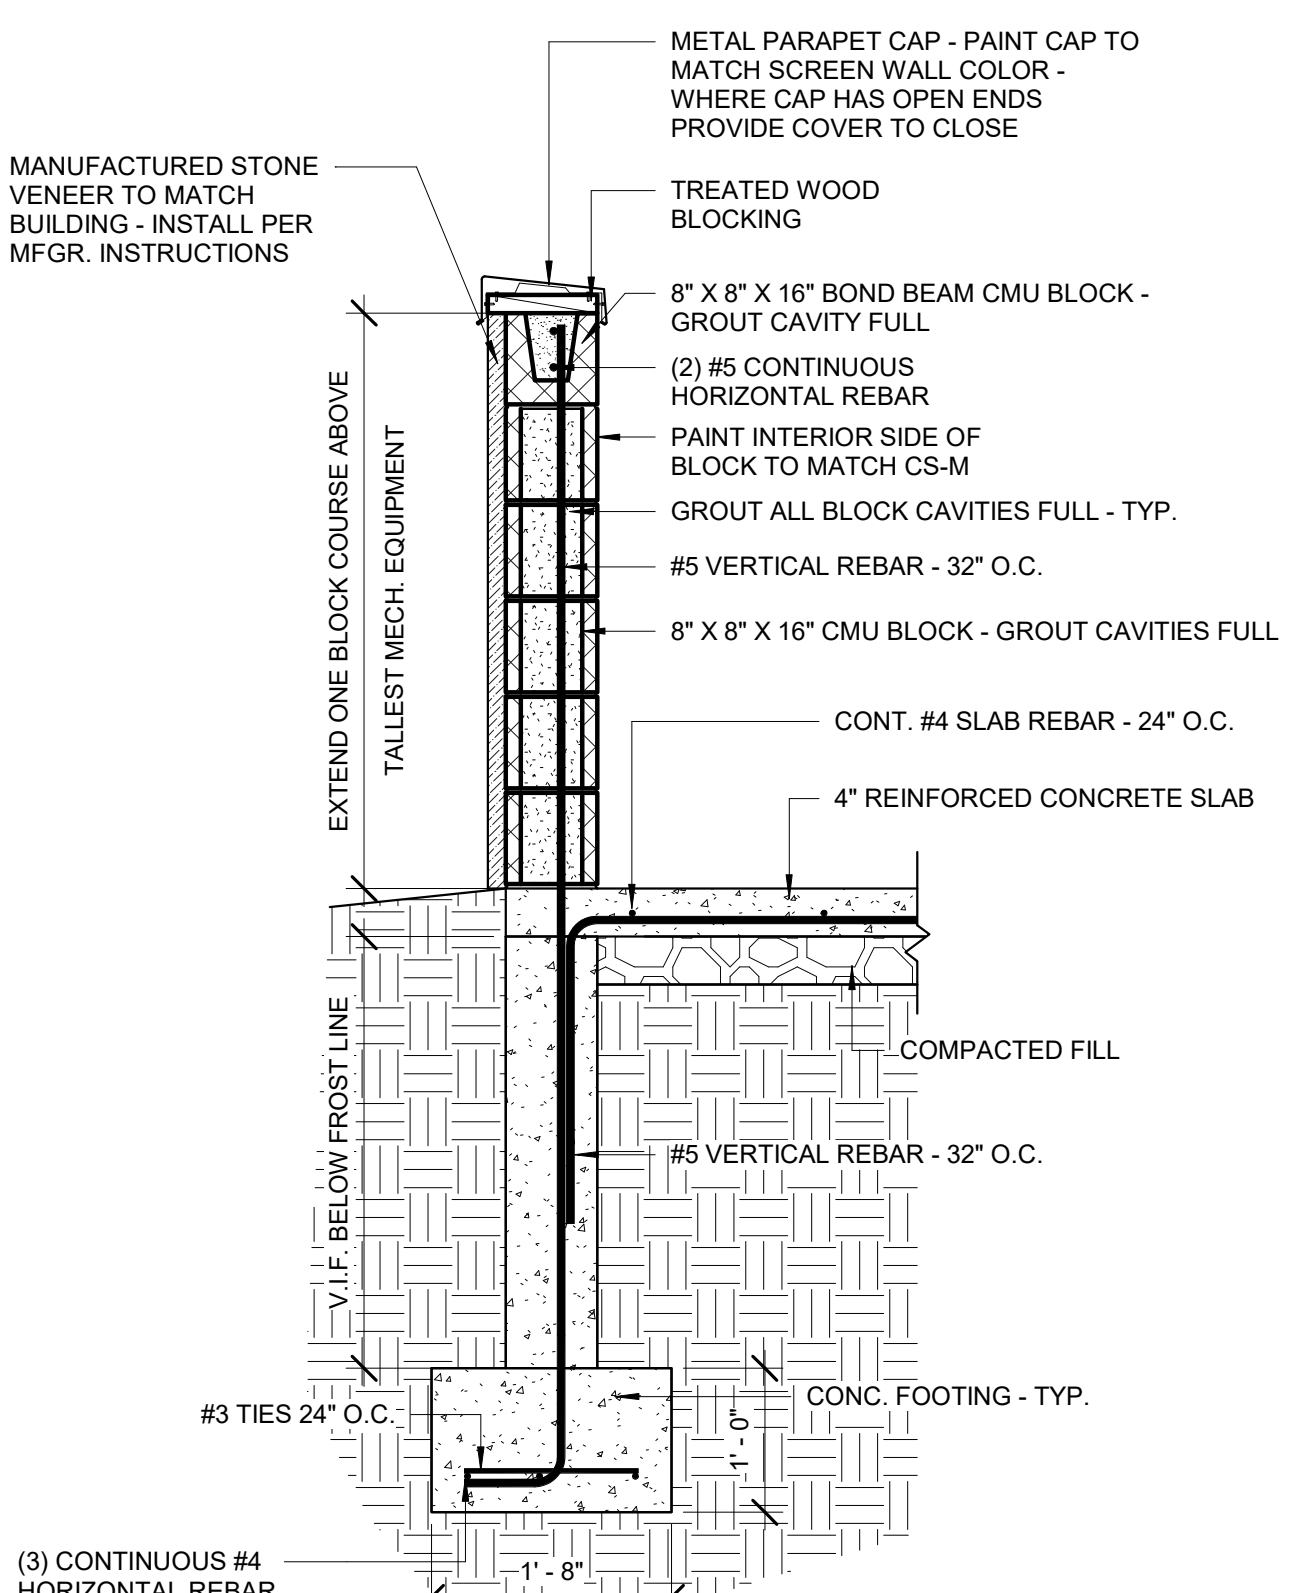 METAL PARAPET CAP - PAINT CAP TO
MATCH SCREEN WALL COLOR -
WHERE CAP HAS OPEN ENDS
PROVIDE COVER TO CLOSE
MANUFACTURED STONE
VENEER TO MATCH
BUILDING - INSTALL PER
MFGR. INSTRUCTIONS
TREATED WOOD
BLOCKING
8" X 8" X 16" BOND BEAM CMU BLOCK -
GROUT CAVITY FULL
(2) #5 CONTINUOUS
HORIZONTAL REBAR
PAINT INTERIOR SIDE OF
BLOCK TO MATCH CS-M
GROUT ALL BLOCK CAVITIES FULL - TYP.
#5 VERTICAL REBAR - 32" O.C.
8" X 8" X 16" CMU BLOCK - GROUT CAVITIES FULL
EXTEND ONE BLOCK COURSE ABOVE
TALLEST MECH. EQUIPMENT
CONT. #4 SLAB REBAR - 24" O.C.
4" REINFORCED CONCRETE SLAB
COMPACTED FILL
V.I.F. BELOW FROST LINE
#5 VERTICAL REBAR - 32" O.C.
CONC. FOOTING - TYP.
#3 TIES 24" O.C.
1' - 0"
(3) CONTINUOUS #4
HORIZONTAL REBAR
1' - 8"